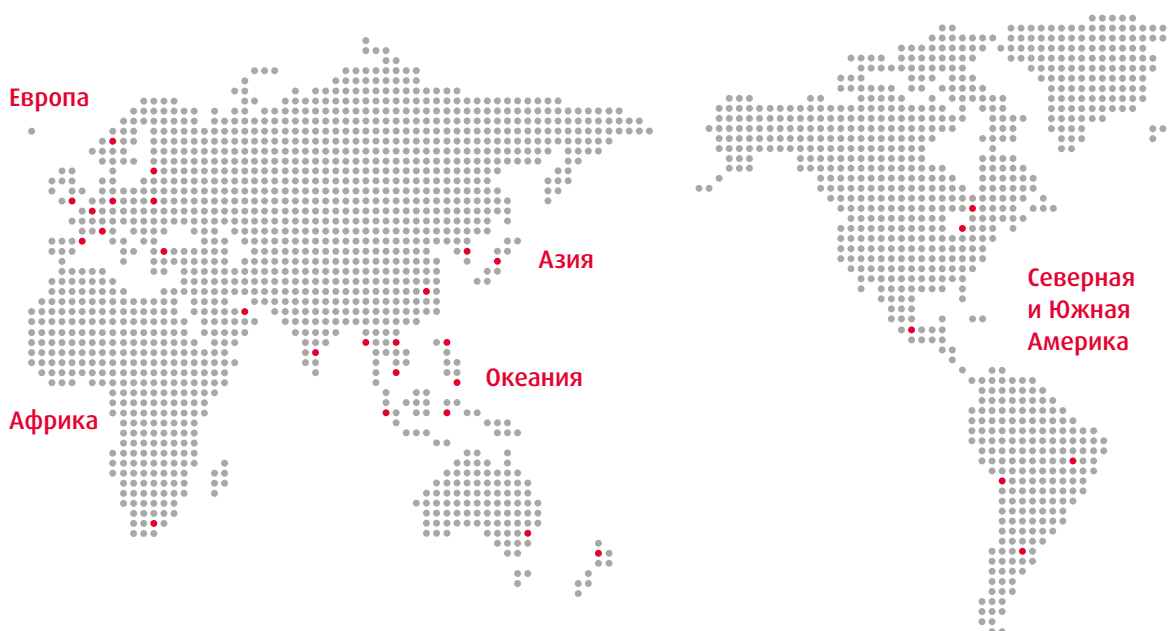 Европа
Азия
Северная
и Южная
Америка
Океания
Африка